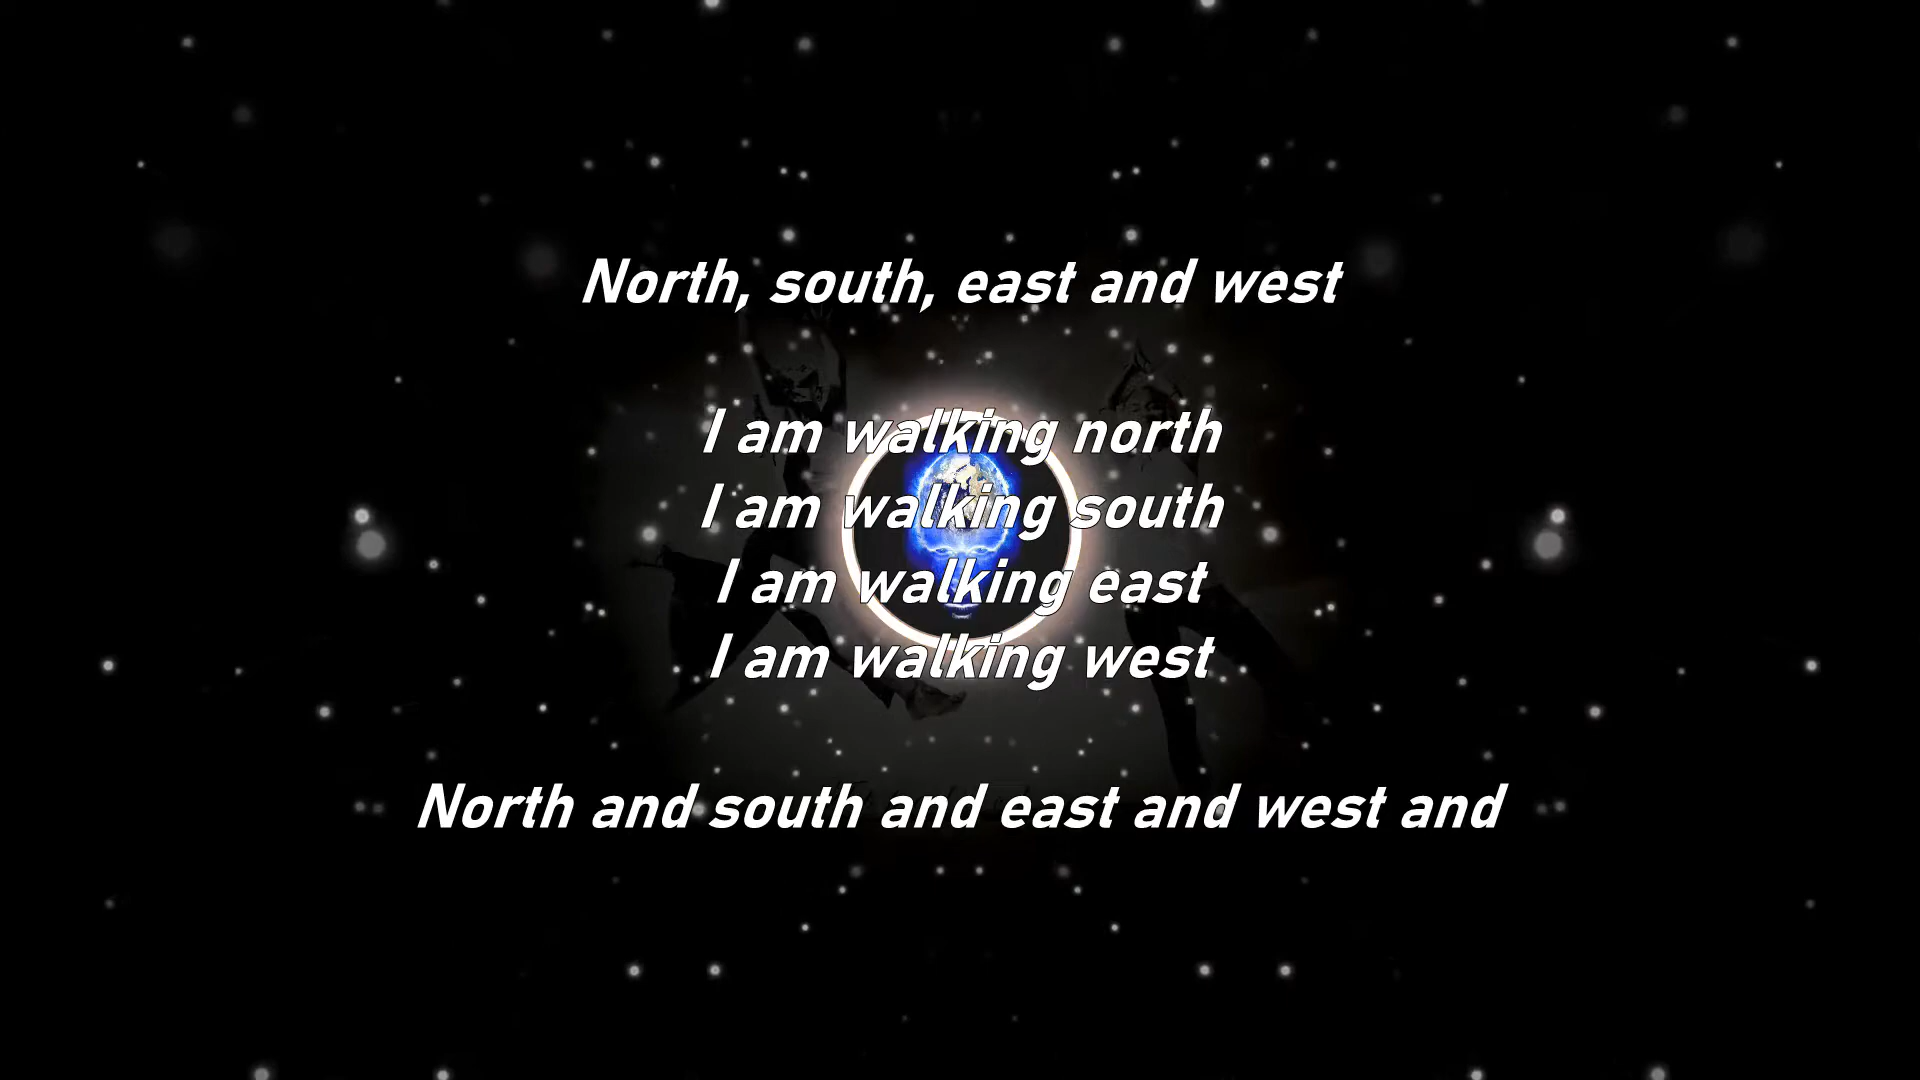 North, south, east and west
I am walking north
I am walking south
I am walking east
I am walking west
North and south and east and west and